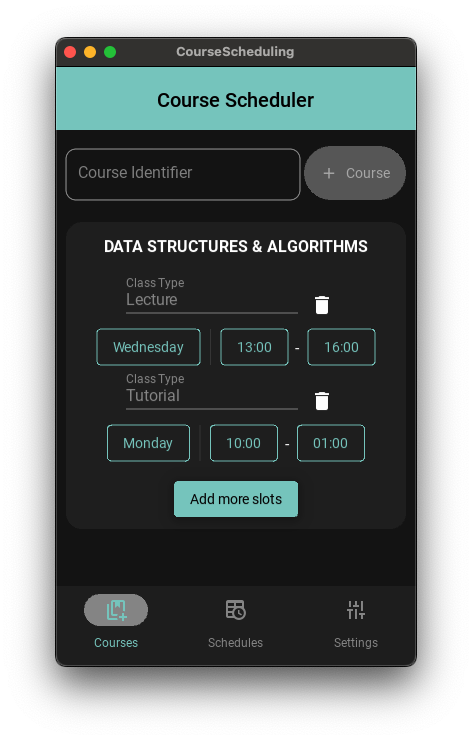 CourseScheduling
Course Scheduler
Course Identifier
+ Course
DATA STRUCTURES & ALGORITHMS
Class Type
Lecture
Wednesday 13:00 - 16:00
Class Type
Tutorial
Monday 10:00 - 01:00
Add more slots
Courses Schedules Settings